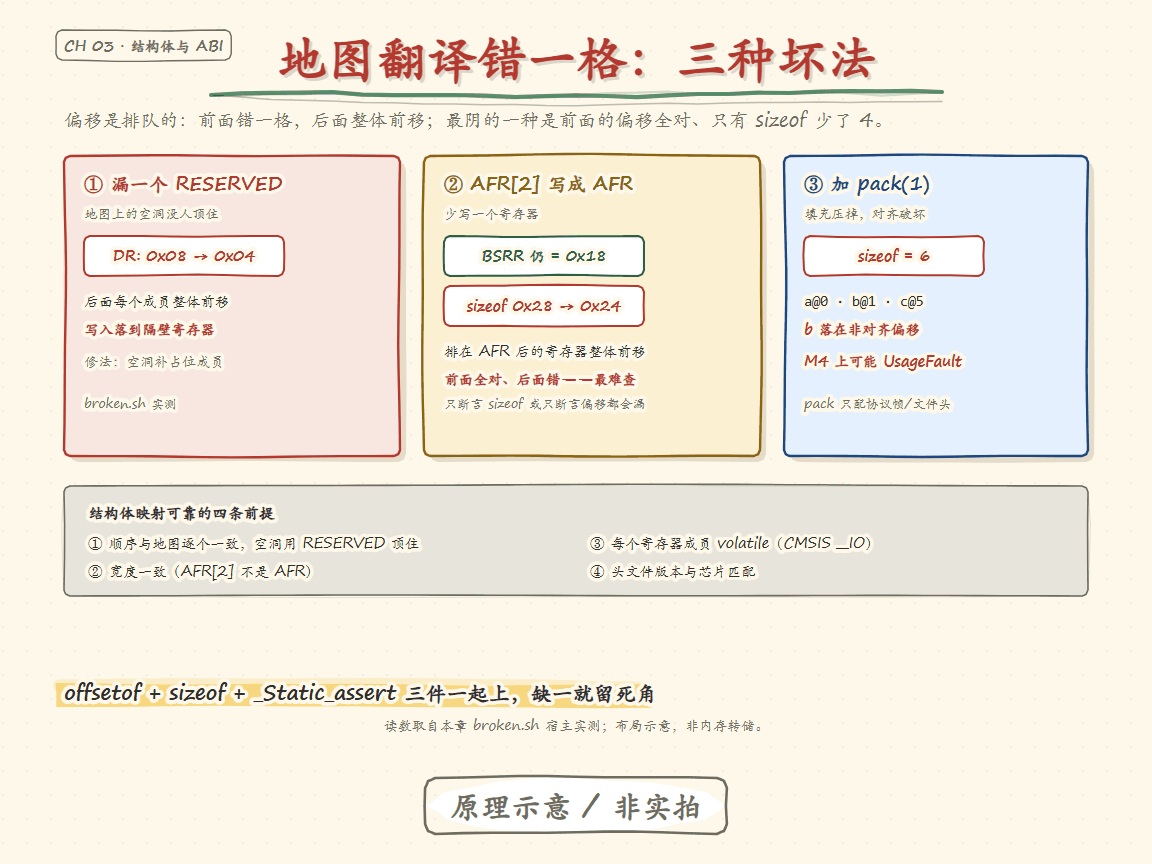 CH 03 · 结构体与 ABI
地图翻译错一格：三种坏法
偏移是排队的：前面错一格，后面整体前移；最阴的一种是前面的偏移全对、只有 sizeof 少了 4。
① 漏一个 RESERVED
地图上的空洞没人顶住
DR: 0x08 → 0x04
后面每个成员整体前移
写入落到隔壁寄存器
修法：空洞补占位成员
broken.sh 实测
② AFR[2] 写成 AFR
少写一个寄存器
BSRR 仍 = 0x18
sizeof 0x28 → 0x24
排在 AFR 后的寄存器整体前移
前面全对、后面错——最难查
只断言 sizeof 或只断言偏移都会漏
③ 加 pack(1)
填充压掉，对齐破坏
sizeof = 6
a@0 · b@1 · c@5
b 落在非对齐偏移
M4 上可能 UsageFault
pack 只配协议帧/文件头
结构体映射可靠的四条前提
① 顺序与地图逐个一致，空洞用 RESERVED 顶住
② 宽度一致（AFR[2] 不是 AFR）
③ 每个寄存器成员 volatile（CMSIS __IO）
④ 头文件版本与芯片匹配
offsetof + sizeof + _Static_assert 三件一起上，缺一就留死角
读数取自本章 broken.sh 宿主实测；布局示意，非内存转储。
原理示意 / 非实拍